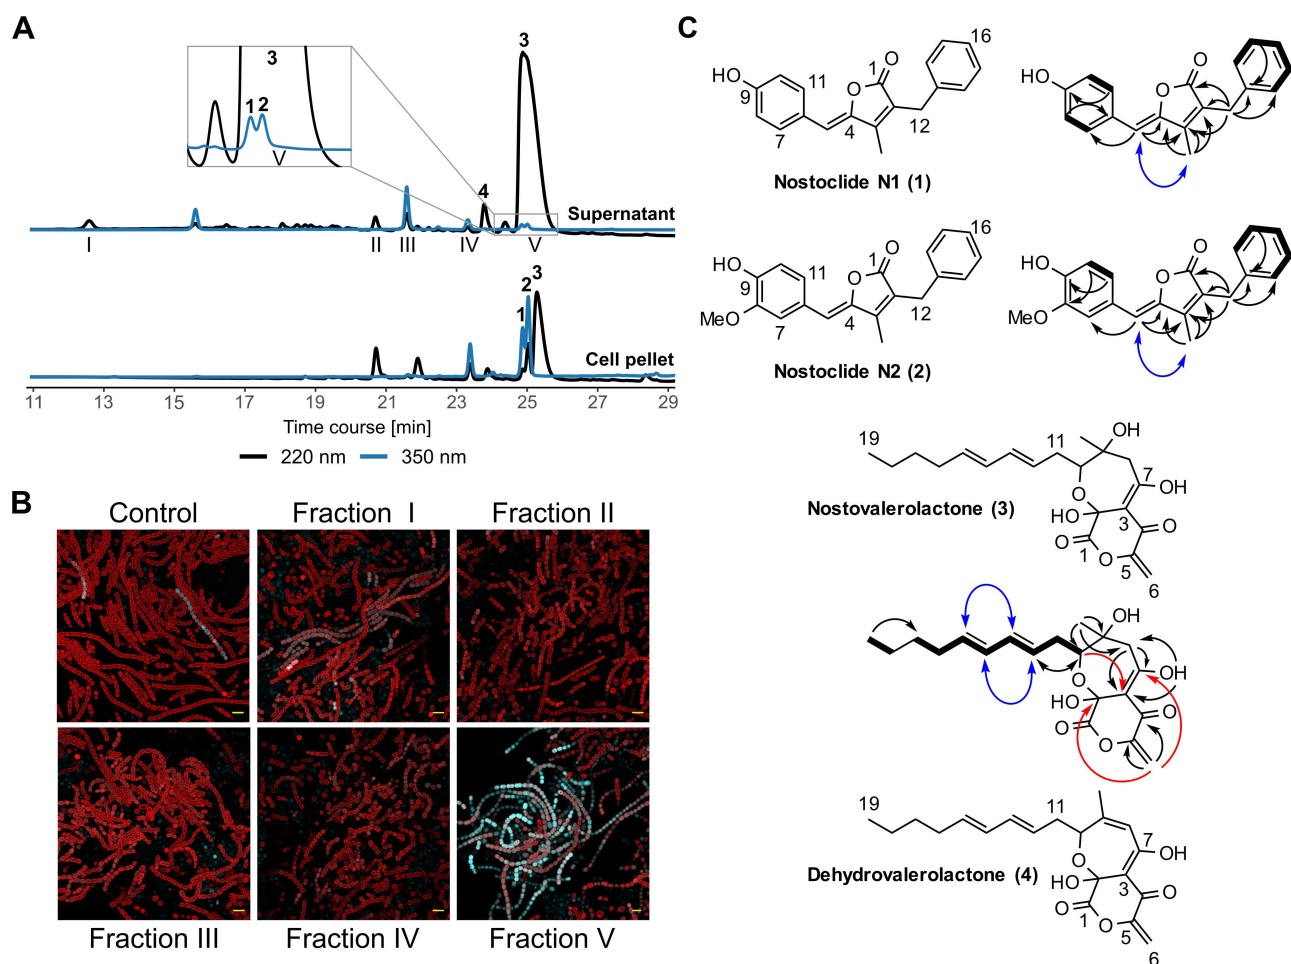 A
3
1 2
V
3
4
Supernatant
I II III IV V
3
2
1
Cell pellet
11 13 15 17 19 21 23 25 27 29
Time course [min]
220 nm 350 nm
B
Control Fraction I Fraction II
Fraction III Fraction IV Fraction V
C
HO 9 11 7 O 4 1 O 12 16
Nostoclide N1 (1)
HO O O
HO 9 MeO 11 7 O 4 1 O 12 16
Nostoclide N2 (2)
HO MeO O O
19 11 OH 7 OH O HO 3 O O 1 O 5 6
Nostovalerolactone (3)
OH OH O HO O O O
19 11 7 OH O HO 3 O O 1 O 5 6
Dehydrovalerolactone (4)